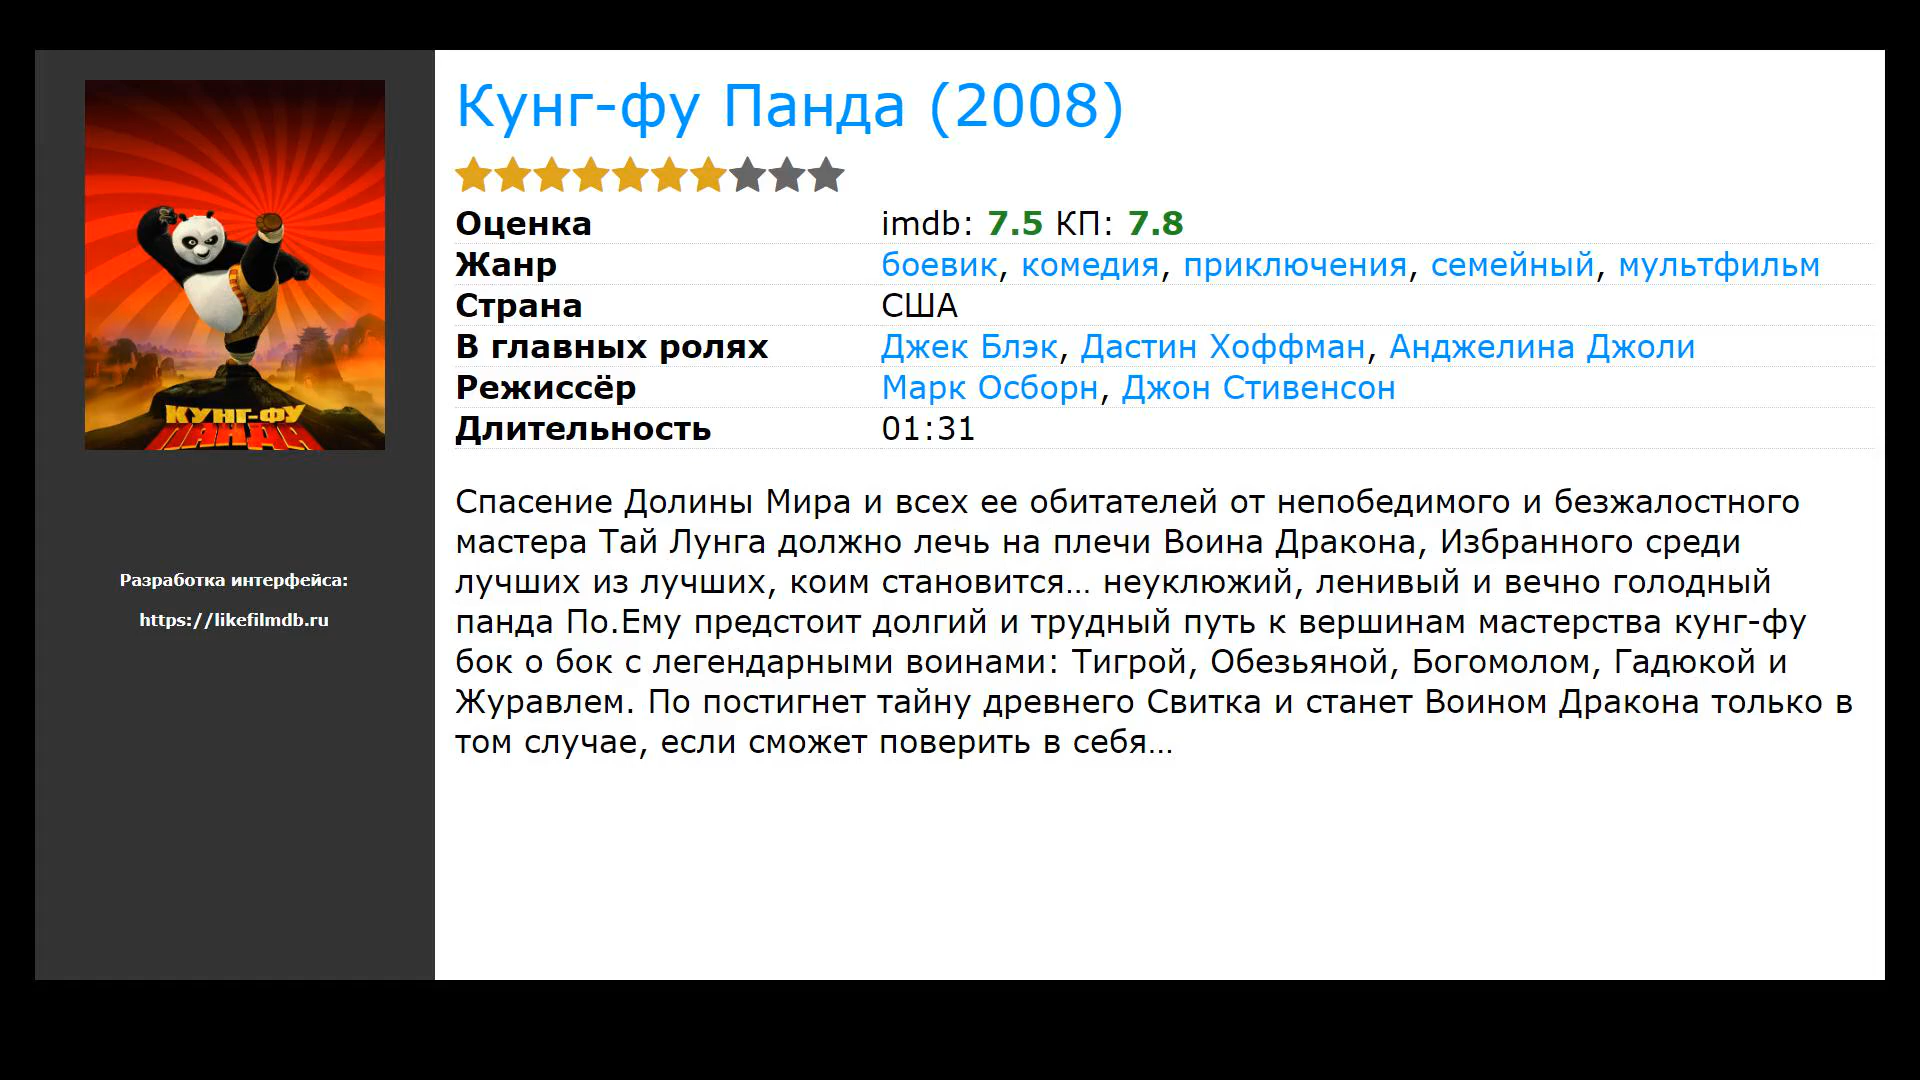 Кунг-фу Панда (2008)
Оценка imdb: 7.5 КП: 7.8
Жанр боевик, комедия, приключения, семейный, мультфильм
Страна США
В главных ролях Джек Блэк, Дастин Хоффман, Анджелина Джоли
Режиссёр Марк Осборн, Джон Стивенсон
Длительность 01:31
Спасение Долины Мира и всех ее обитателей от непобедимого и безжалостного
мастера Тай Лунга должно лечь на плечи Воина Дракона, Избранного среди
лучших из лучших, коим становится… неуклюжий, ленивый и вечно голодный
панда По.Ему предстоит долгий и трудный путь к вершинам мастерства кунг-фу
бок о бок с легендарными воинами: Тигрой, Обезьяной, Богомолом, Гадюкой и
Журавлем. По постигнет тайну древнего Свитка и станет Воином Дракона только в
том случае, если сможет поверить в себя…
КУНГ-ФУ
ПАНДА
Разработка интерфейса:
https://likefilmdb.ru